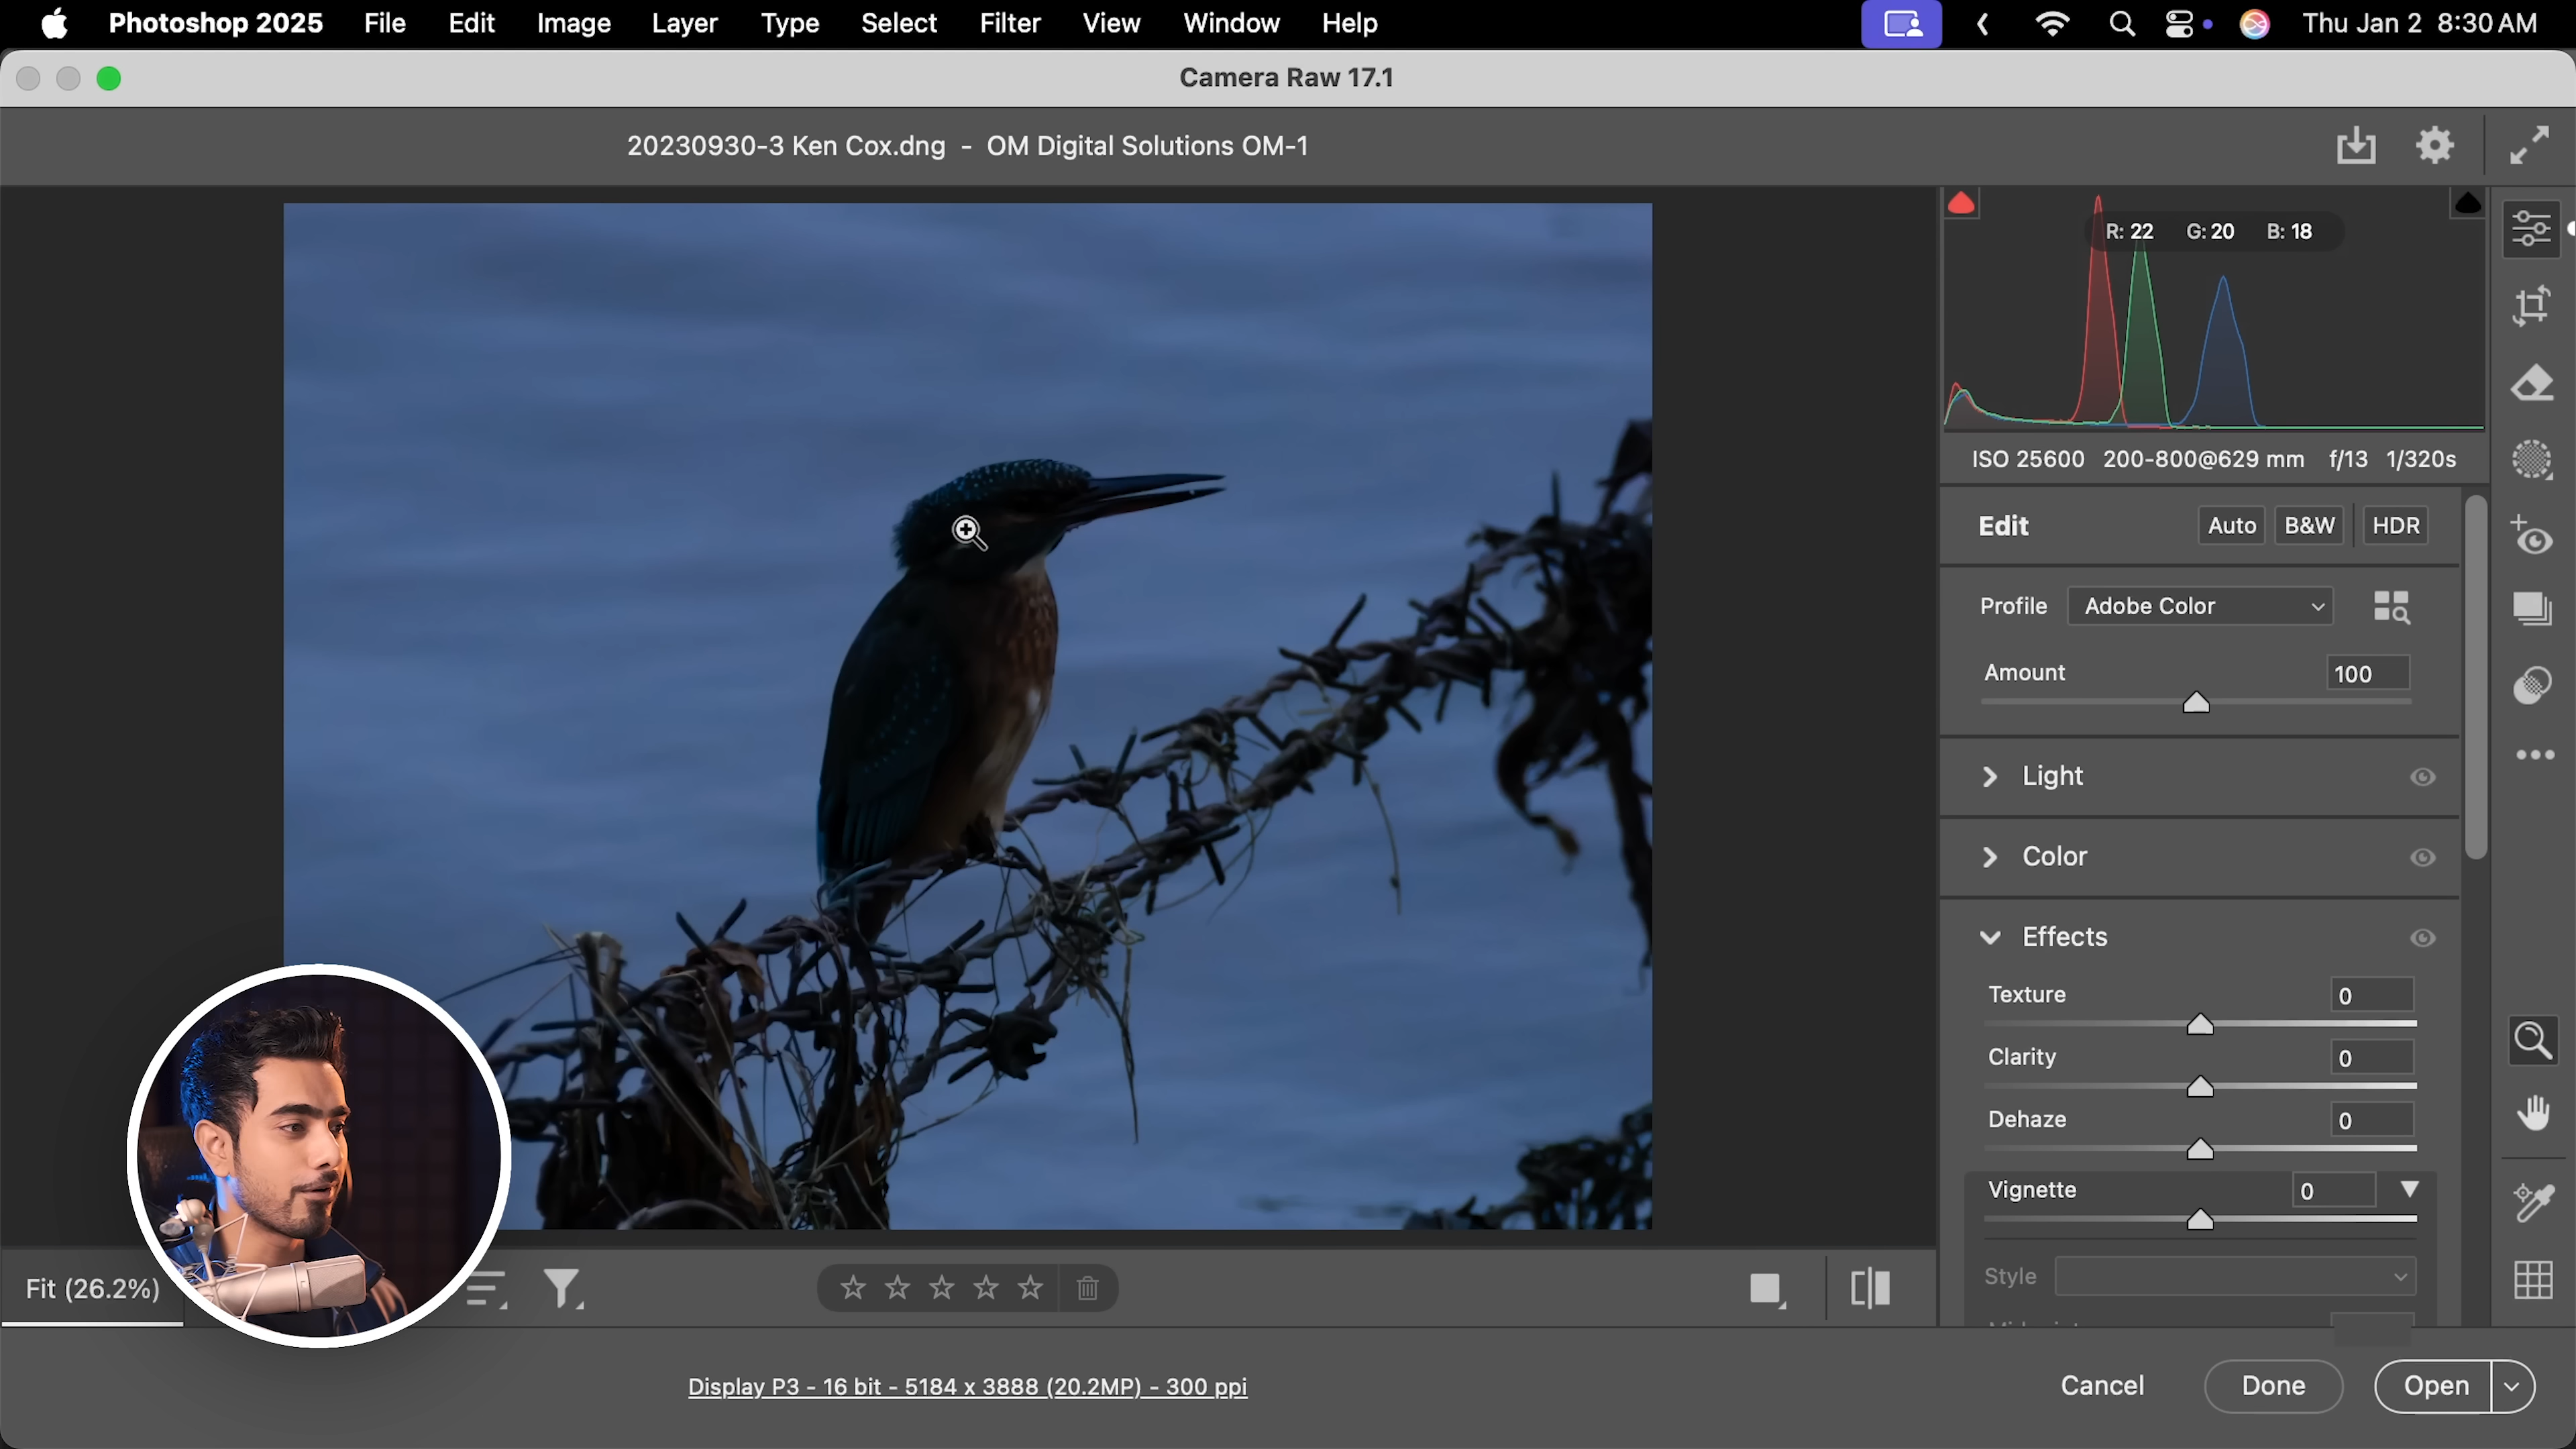 Photoshop 2025 File Edit Image Layer Type Select Filter View Window Help Thu Jan 2 8:30 AM
Camera Raw 17.1
20230930-3 Ken Cox.dng - OM Digital Solutions OM-1
R: 22 G: 20 B: 18
ISO 25600 200-800@629 mm f/13 1/320s
Edit Auto B&W HDR
Profile Adobe Color
Amount 100
Light
Color
Effects
Texture 0
Clarity 0
Dehaze 0
Vignette 0
Style
Fit (26.2%)
Display P3 - 16 bit - 5184 x 3888 (20.2MP) - 300 ppi
Cancel Done Open